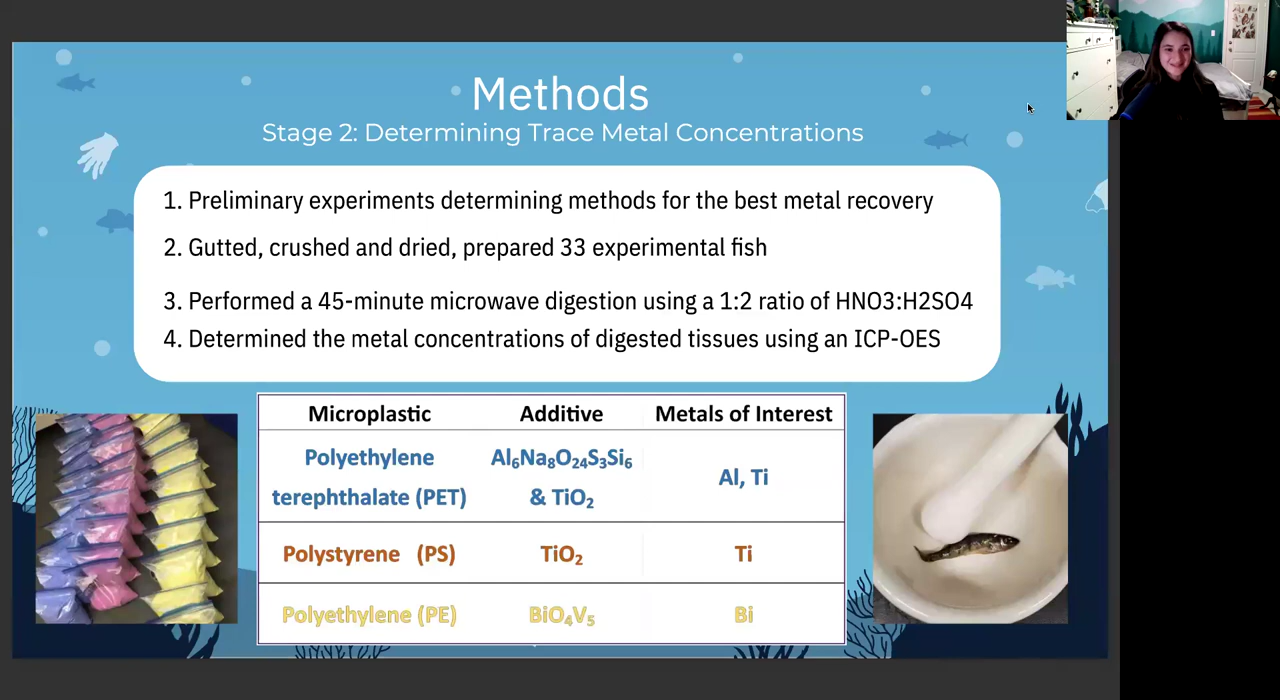 Methods
Stage 2: Determining Trace Metal Concentrations
1. Preliminary experiments determining methods for the best metal recovery
2. Gutted, crushed and dried, prepared 33 experimental fish
3. Performed a 45-minute microwave digestion using a 1:2 ratio of HNO3:H2SO4
4. Determined the metal concentrations of digested tissues using an ICP-OES
Microplastic Additive Metals of Interest
Polyethylene terephthalate (PET) Al₆Na₈O₂₄S₃Si₆ & TiO₂ Al, Ti
Polystyrene (PS) TiO₂ Ti
Polyethylene (PE) BiO₄V₅ Bi